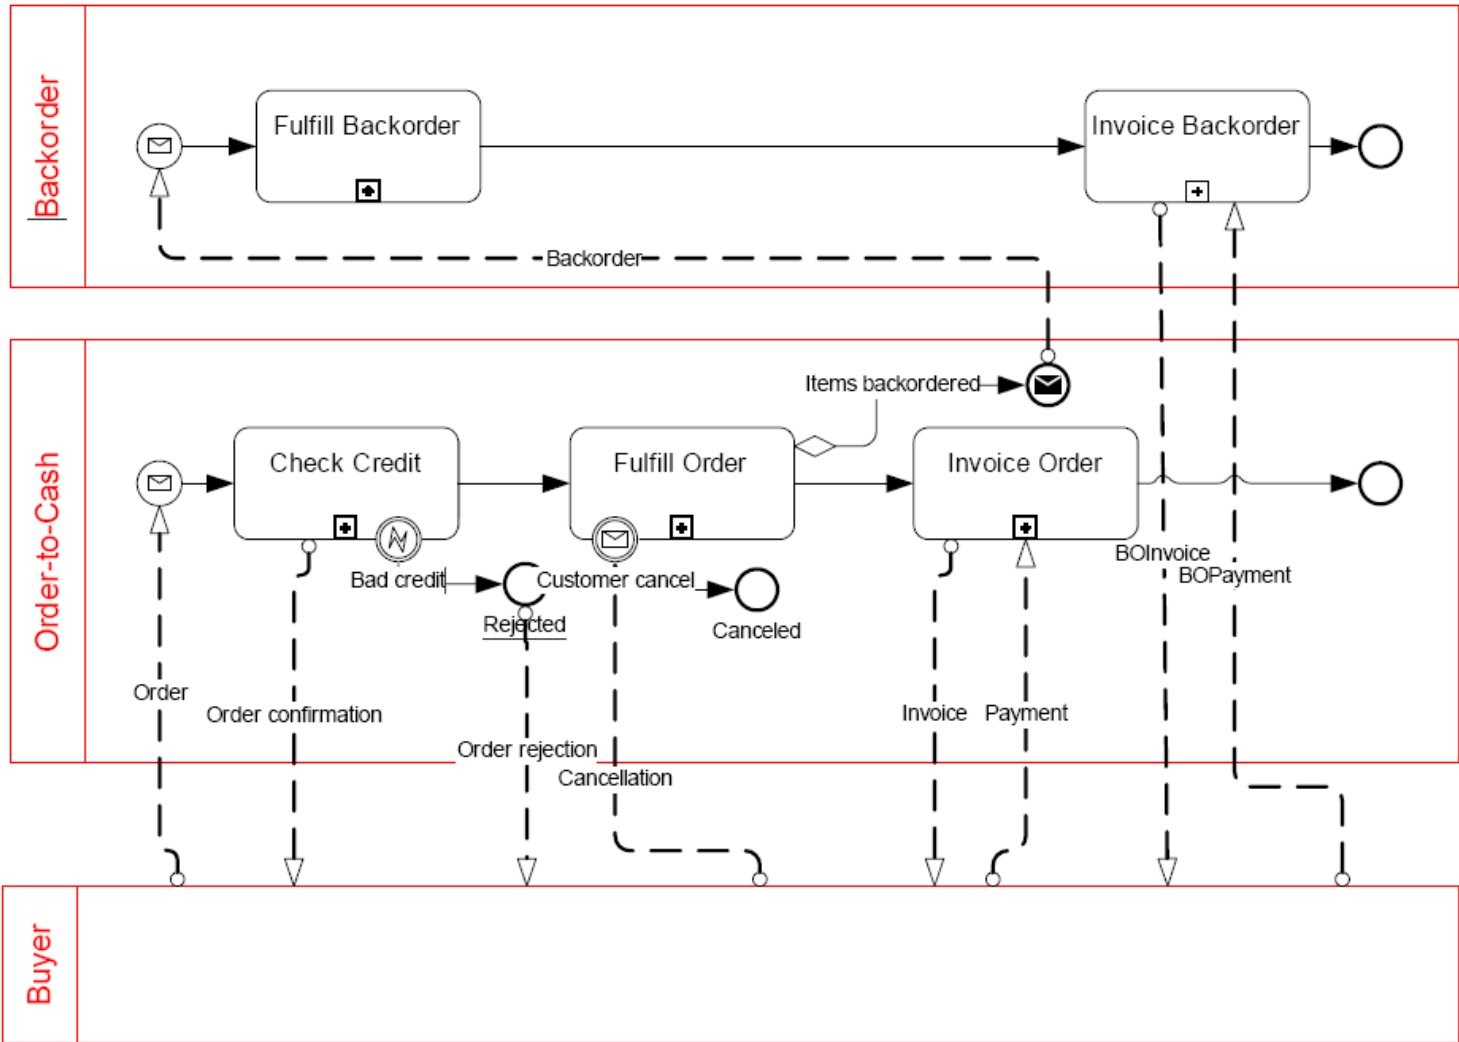 Backorder
Fulfill Backorder
Invoice Backorder
Backorder
Order-to-Cash
Items backordered
Check Credit
Fulfill Order
Invoice Order
BOInvoice
BOPayment
Bad credit
Customer cancel
Rejected
Canceled
Order
Order confirmation
Invoice
Payment
Order rejection
Cancellation
Buyer